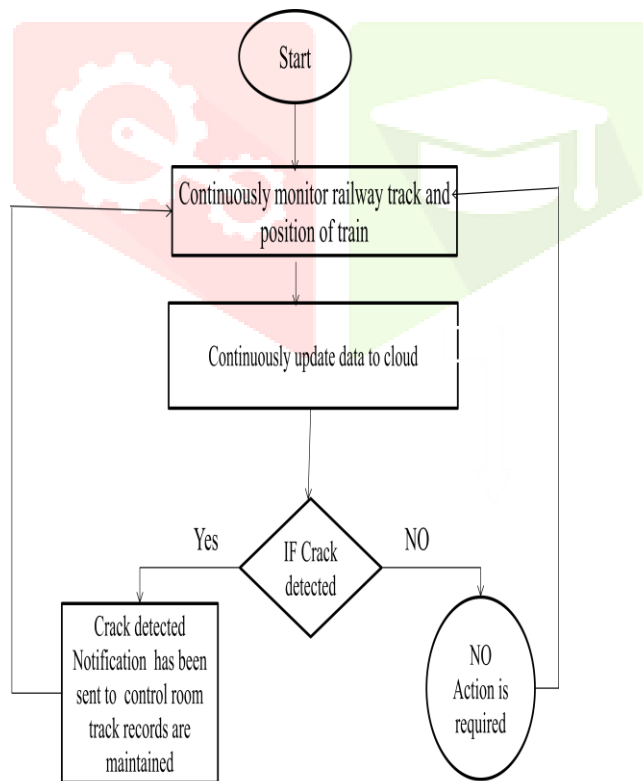 Start
Continuously monitor railway track and
position of train
Continuously update data to cloud
Yes
IF Crack
detected
NO
Crack detected
Notification has been
sent to control room
track records are
maintained
NO
Action is
required